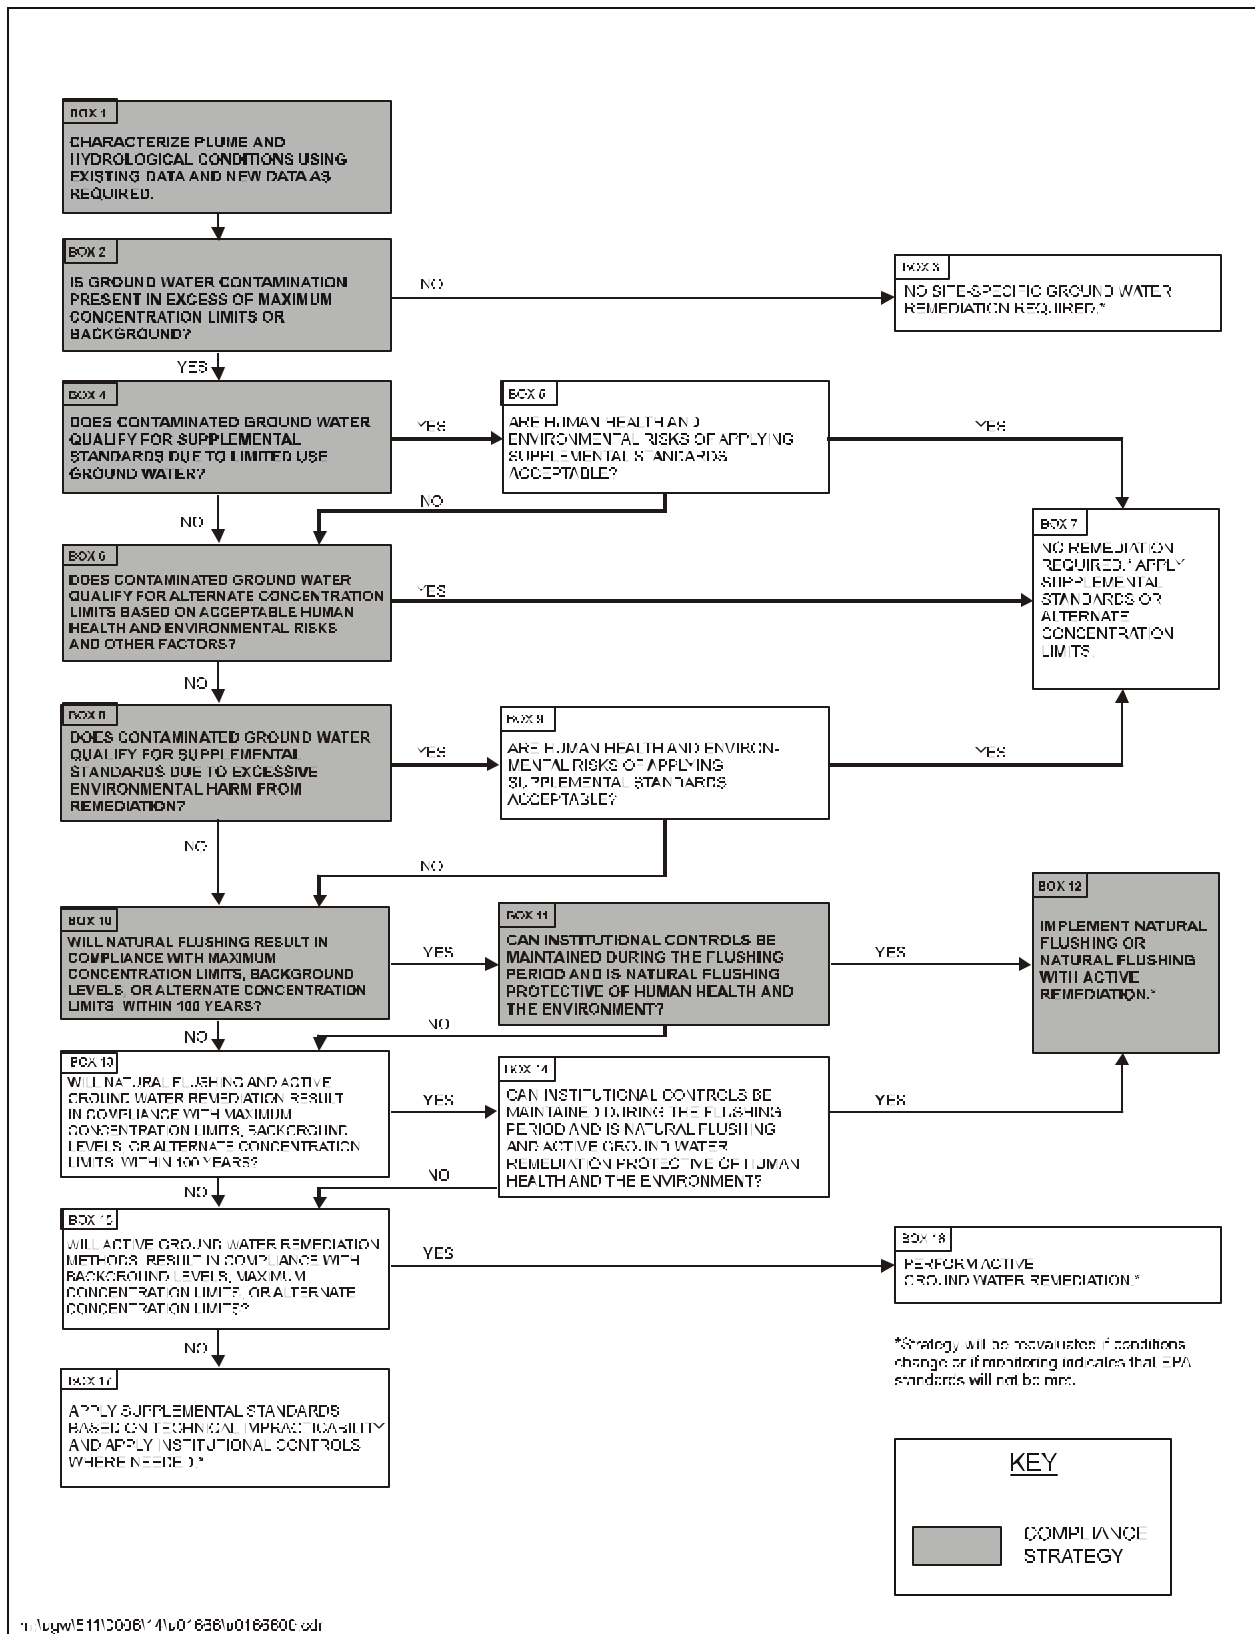 BOX 1
CHARACTERIZE PLUME AND
HYDROLOGICAL CONDITIONS USING
EXISTING DATA AND NEW DATA AS
REQUIRED.
BOX 2
IS GROUND WATER CONTAMINATION
PRESENT IN EXCESS OF MAXIMUM
CONCENTRATION LIMITS OR
BACKGROUND?
NO
BOX 3
NO SITE-SPECIFIC GROUND WATER
REMEDIATION REQUIRED.*
YES
BOX 4
DOES CONTAMINATED GROUND WATER
QUALIFY FOR SUPPLEMENTAL
STANDARDS DUE TO LIMITED USE
GROUND WATER?
YES
BOX 5
ARE HUMAN HEALTH AND
ENVIRONMENTAL RISKS OF APPLYING
SUPPLEMENTAL STANDARDS
ACCEPTABLE?
YES
NO
NO
BOX 6
DOES CONTAMINATED GROUND WATER
QUALIFY FOR ALTERNATE CONCENTRATION
LIMITS BASED ON ACCEPTABLE HUMAN
HEALTH AND ENVIRONMENTAL RISKS
AND OTHER FACTORS?
YES
BOX 7
NO REMEDIATION
REQUIRED.* APPLY
SUPPLEMENTAL
STANDARDS OR
ALTERNATE
CONCENTRATION
LIMITS.
NO
BOX 8
DOES CONTAMINATED GROUND WATER
QUALIFY FOR SUPPLEMENTAL
STANDARDS DUE TO EXCESSIVE
ENVIRONMENTAL HARM FROM
REMEDIATION?
YES
BOX 9
ARE HUMAN HEALTH AND ENVIRON-
MENTAL RISKS OF APPLYING
SUPPLEMENTAL STANDARDS
ACCEPTABLE?
YES
NO
NO
BOX 10
WILL NATURAL FLUSHING RESULT IN
COMPLIANCE WITH MAXIMUM
CONCENTRATION LIMITS, BACKGROUND
LEVELS, OR ALTERNATE CONCENTRATION
LIMITS WITHIN 100 YEARS?
YES
BOX 11
CAN INSTITUTIONAL CONTROLS BE
MAINTAINED DURING THE FLUSHING
PERIOD AND IS NATURAL FLUSHING
PROTECTIVE OF HUMAN HEALTH AND
THE ENVIRONMENT?
YES
BOX 12
IMPLEMENT NATURAL
FLUSHING OR
NATURAL FLUSHING
WITH ACTIVE
REMEDIATION.*
NO
NO
BOX 13
WILL NATURAL FLUSHING AND ACTIVE
GROUND WATER REMEDIATION RESULT
IN COMPLIANCE WITH MAXIMUM
CONCENTRATION LIMITS, BACKGROUND
LEVELS, OR ALTERNATE CONCENTRATION
LIMITS WITHIN 100 YEARS?
YES
BOX 14
CAN INSTITUTIONAL CONTROLS BE
MAINTAINED DURING THE FLUSHING
PERIOD AND IS NATURAL FLUSHING
AND ACTIVE GROUND WATER
REMEDIATION PROTECTIVE OF HUMAN
HEALTH AND THE ENVIRONMENT?
YES
NO
NO
BOX 15
WILL ACTIVE GROUND WATER REMEDIATION
METHODS RESULT IN COMPLIANCE WITH
BACKGROUND LEVELS, MAXIMUM
CONCENTRATION LIMITS, OR ALTERNATE
CONCENTRATION LIMITS?
YES
BOX 16
PERFORM ACTIVE
GROUND WATER REMEDIATION.*
NO
BOX 17
APPLY SUPPLEMENTAL STANDARDS
BASED ON TECHNICAL IMPRACTICABILITY
AND APPLY INSTITUTIONAL CONTROLS
WHERE NEEDED.*
*Strategy will be reevaluated if conditions
change or if monitoring indicates that EPA
standards will not be met.
KEY
COMPLIANCE
STRATEGY